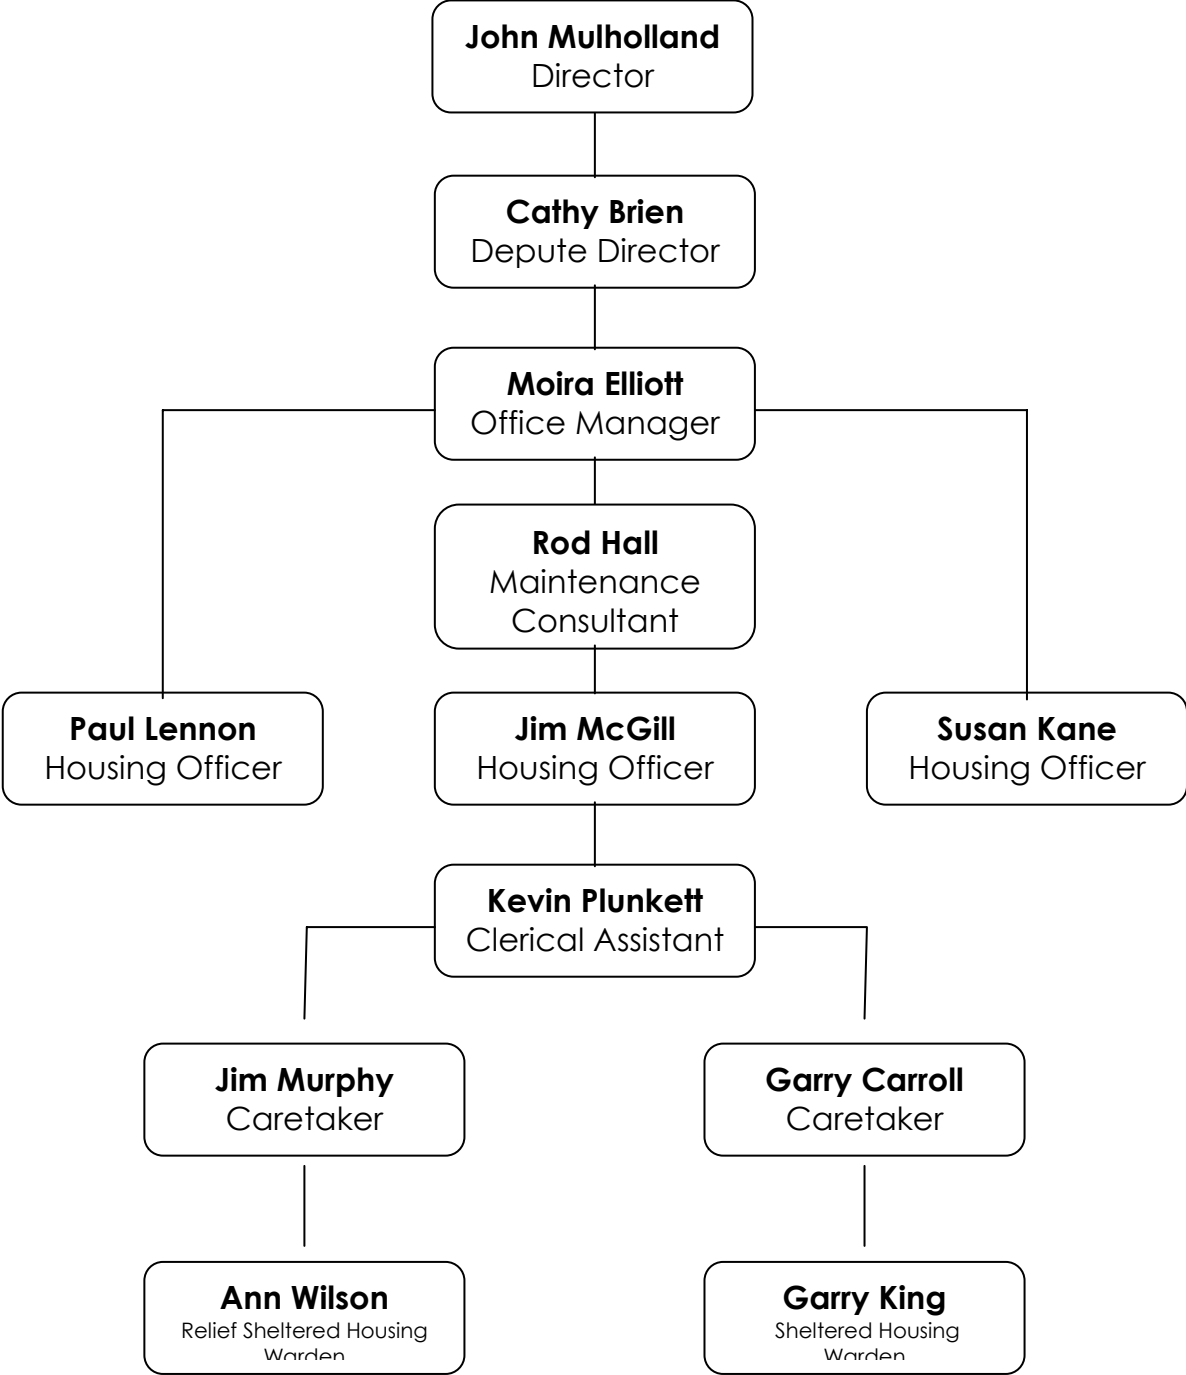 John Mulholland
Director
Cathy Brien
Depute Director
Moira Elliott
Office Manager
Rod Hall
Maintenance
Consultant
Paul Lennon
Housing Officer
Jim McGill
Housing Officer
Susan Kane
Housing Officer
Kevin Plunkett
Clerical Assistant
Jim Murphy
Caretaker
Garry Carroll
Caretaker
Ann Wilson
Relief Sheltered Housing
Warden
Garry King
Sheltered Housing
Warden